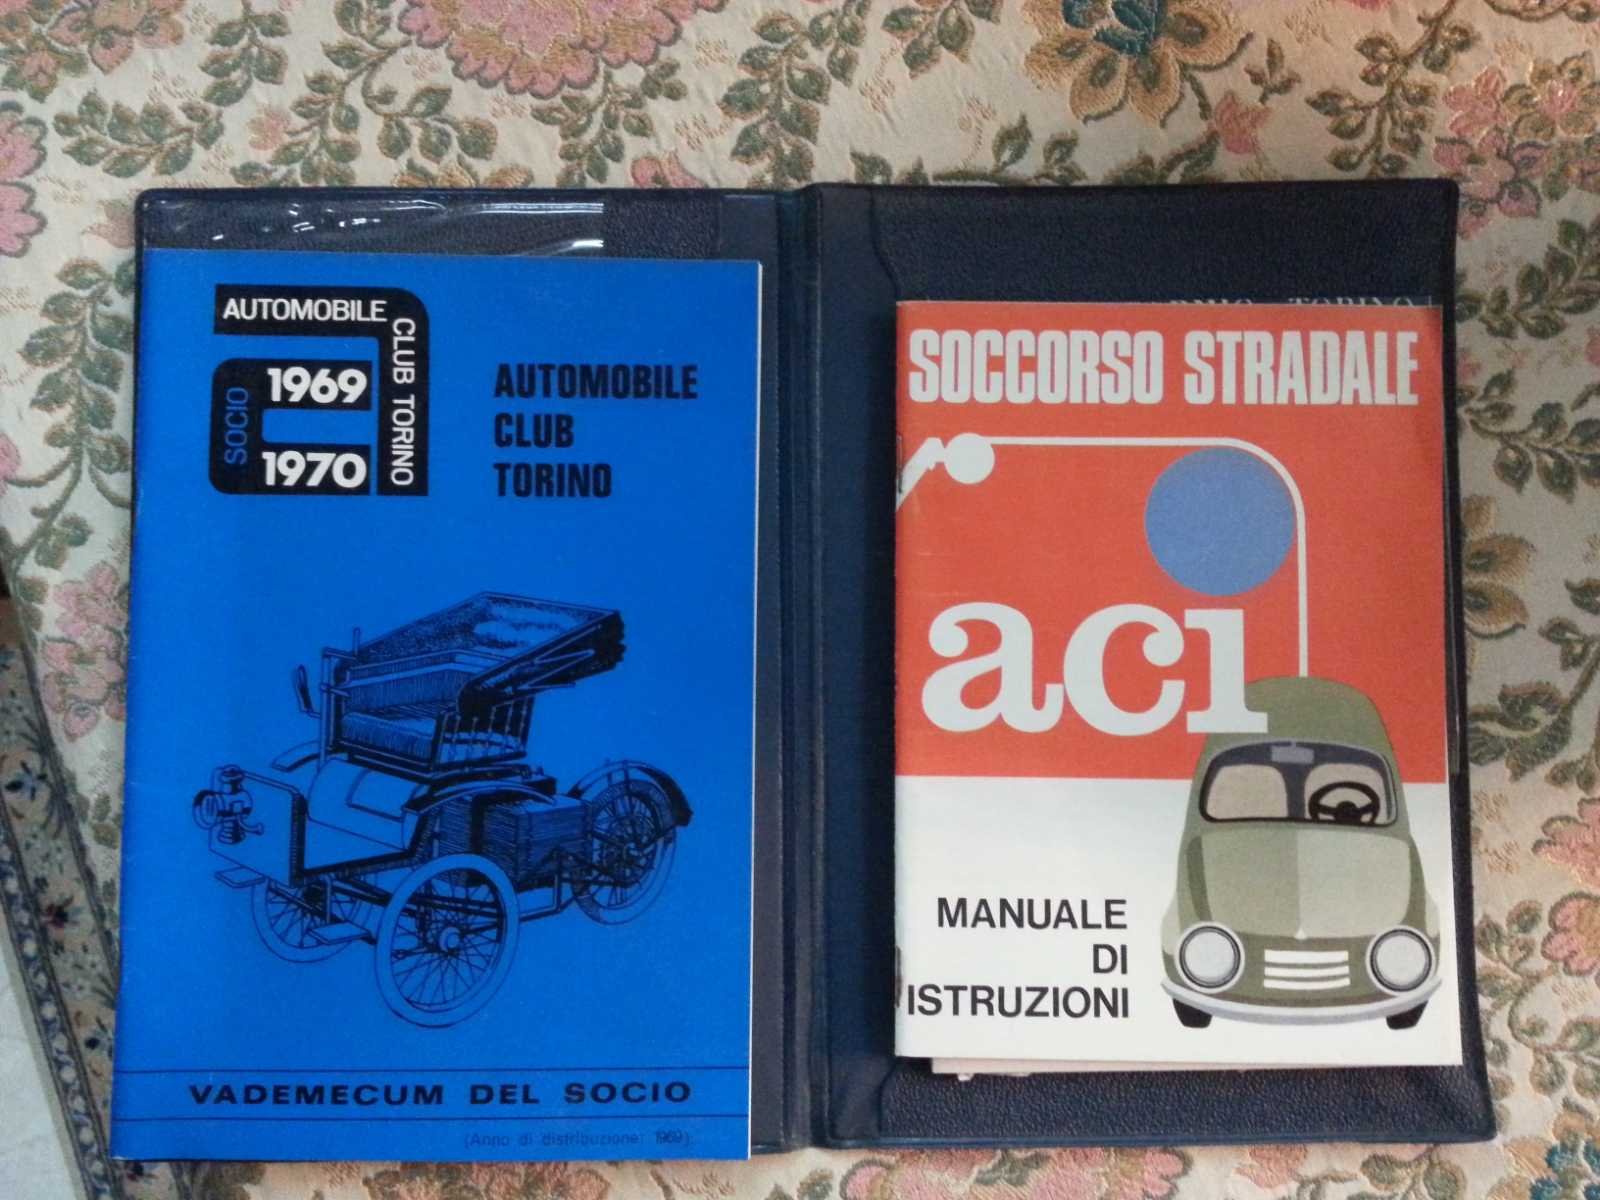 AUTOMOBILE
CLUB TORINO
SOCIO
1969
1970
AUTOMOBILE
CLUB
TORINO
VADEMECUM DEL SOCIO
(Anno di distribuzione: 1969)
TORINO
SOCCORSO STRADALE
aci
MANUALE
DI
ISTRUZIONI